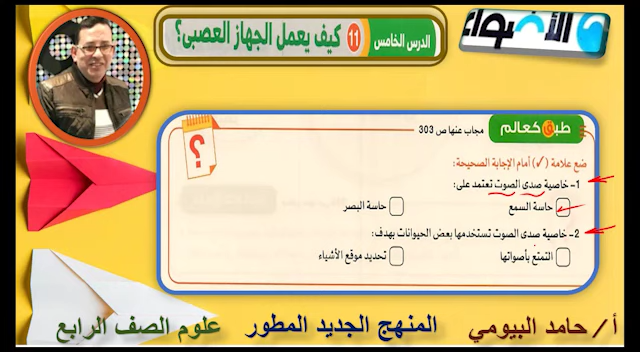 الأضواء
الدرس الخامس 11 كيف يعمل الجهاز العصبي؟
طبق كعالم مجاب عنها ص 303
ضع علامة (✓) أمام الإجابة الصحيحة:
1- خاصية صدى الصوت تعتمد على:
حاسة السمع حاسة البصر
2- خاصية صدى الصوت تستخدمها بعض الحيوانات بهدف:
التمتع بأصواتها تحديد موقع الأشياء
?
أ/ حامد البيومي المنهج الجديد المطور علوم الصف الرابع